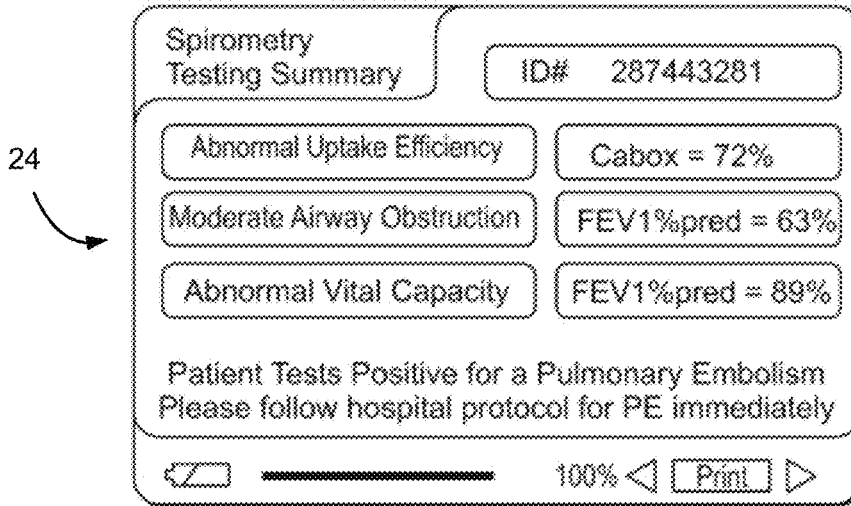 Spirometry
Testing Summary
ID# 287443281
24
Abnormal Uptake Efficiency
Cabox = 72%
Moderate Airway Obstruction
FEV1%pred = 63%
Abnormal Vital Capacity
FEV1%pred = 89%
Patient Tests Positive for a Pulmonary Embolism
Please follow hospital protocol for PE immediately
100%
Print